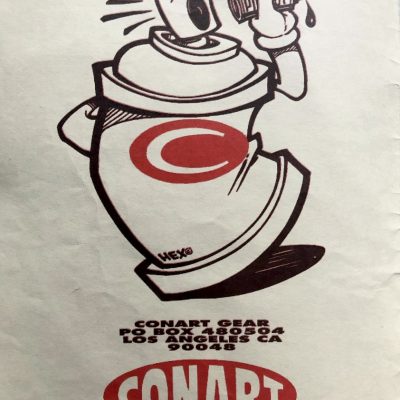 C
HEX©
CONART GEAR
PO BOX 480504
LOS ANGELES CA
90048
CONART